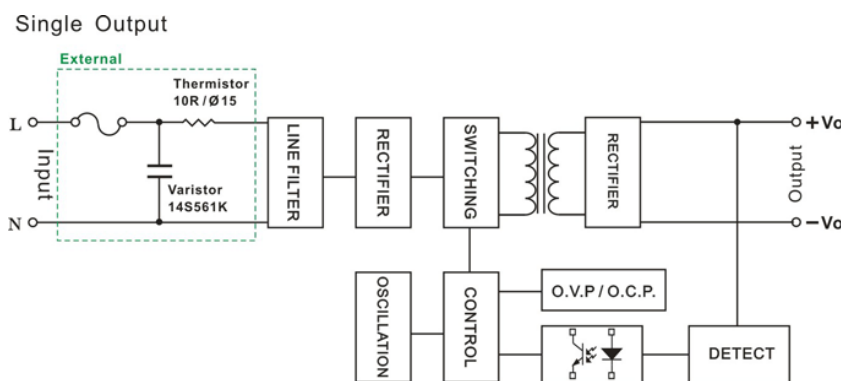 Single Output
External
Thermistor
10R / Ø15
L
Input
Varistor
14S561K
N
LINE FILTER
RECTIFIER
SWITCHING
RECTIFIER
+Vo
Output
−Vo
OSCILLATION
CONTROL
O.V.P / O.C.P.
DETECT